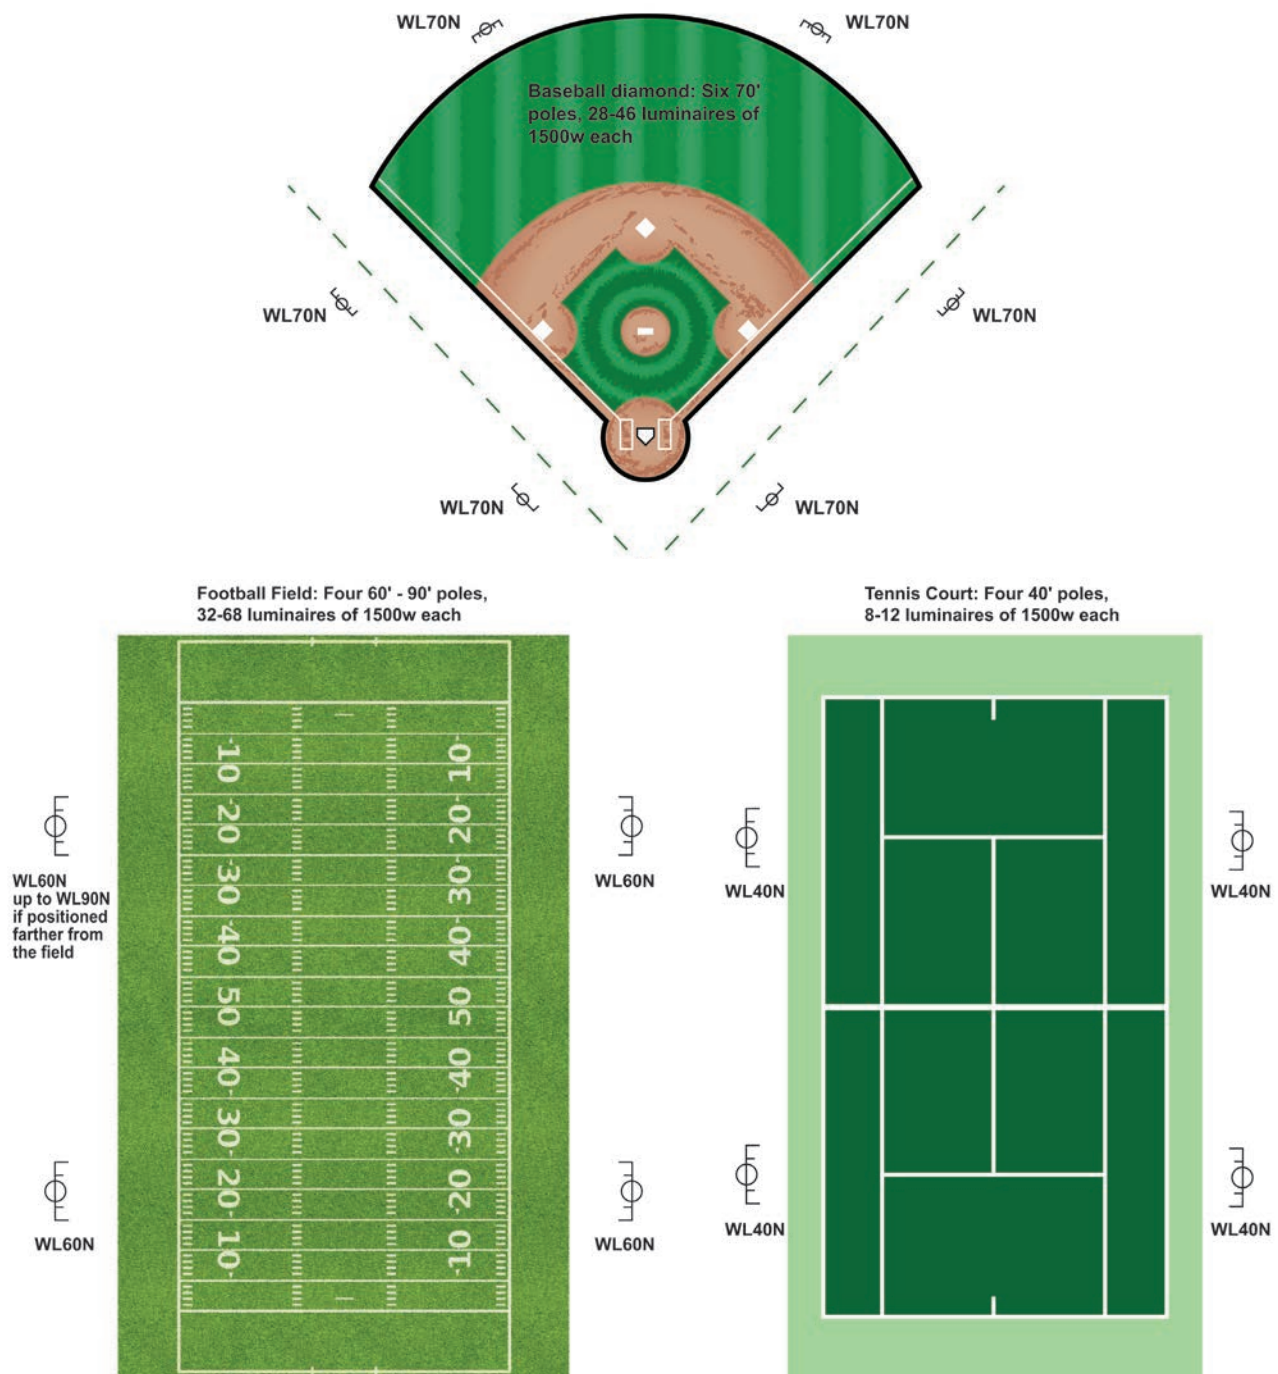 WL70N
WL70N
Baseball diamond: Six 70'
poles, 28-46 luminaires of
1500w each
WL70N
WL70N
WL70N
WL70N
Football Field: Four 60' - 90' poles,
32-68 luminaires of 1500w each
10 10
20 20
30 30
40 40
50 50
40 40
30 30
20 20
10 10
WL60N
up to WL90N
if positioned
farther from
the field
WL60N
WL60N
WL60N
Tennis Court: Four 40' poles,
8-12 luminaires of 1500w each
WL40N
WL40N
WL40N
WL40N